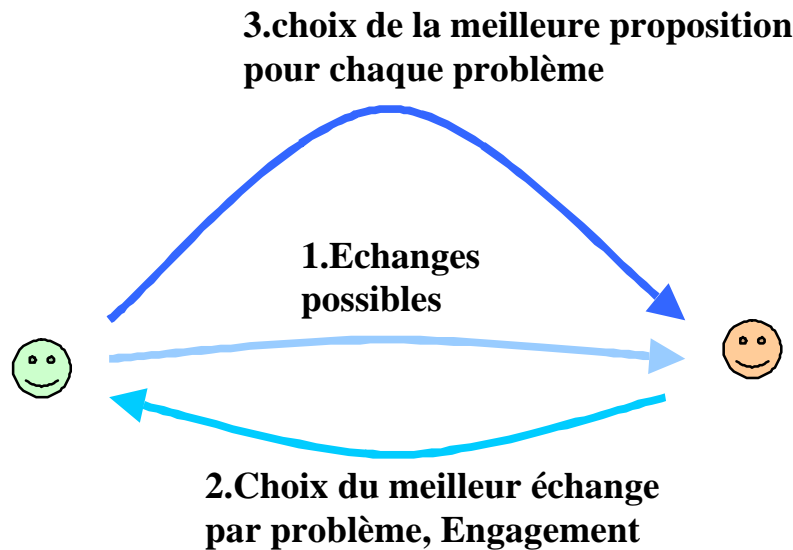 3.choix de la meilleure proposition
pour chaque problème
1.Echanges
possibles
2.Choix du meilleur échange
par problème, Engagement